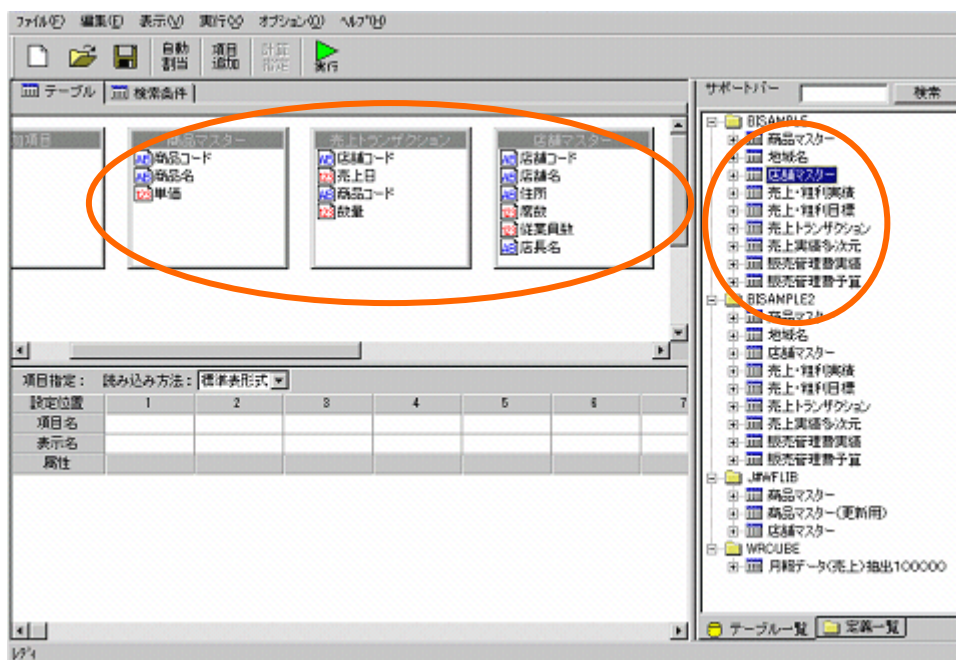 ファイル(F) 編集(E) 表示(V) 実行(X) オプション(O) ヘルプ(H)
自動割当 項目追加 計算指定 実行
テーブル 検索条件
サポートバー 検索
加項目
商品マスター
商品コード
商品名
単価
売上トランザクション
店舗コード
売上日
商品コード
数量
店舗マスター
店舗コード
店舗名
住所
席数
従業員数
店長名
項目指定： 読み込み方法： 標準表形式
設定位置 1 2 3 4 5 6 7
項目名
表示名
属性
BISAMPLE
商品マスター
地域名
店舗マスター
売上・粗利実績
売上・粗利目標
売上トランザクション
売上実績多次元
販売管理費実績
販売管理費予算
BISAMPLE2
商品マスター
地域名
店舗マスター
売上・粗利実績
売上・粗利目標
売上トランザクション
売上実績多次元
販売管理費実績
販売管理費予算
J#WFLIB
商品マスター
商品マスター(更新用)
店舗マスター
WRCUBE
月報データ(売上)抽出100000
テーブル一覧 定義一覧
ﾚﾃﾞｨ